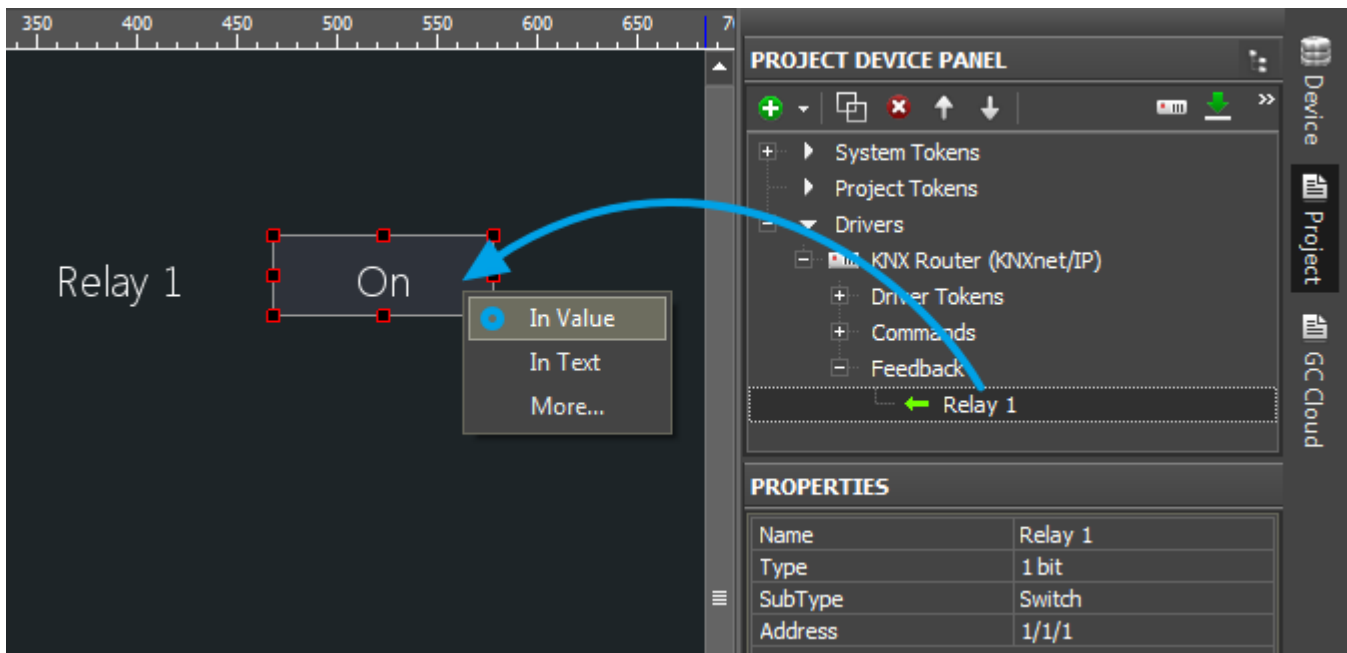 350 400 450 500 550 600 650
PROJECT DEVICE PANEL
System Tokens
Project Tokens
Drivers
KNX Router (KNXnet/IP)
Driver Tokens
Commands
Feedback
Relay 1
Relay 1
On
In Value
In Text
More...
PROPERTIES
Name Relay 1
Type 1 bit
SubType Switch
Address 1/1/1
Device
Project
GC Cloud